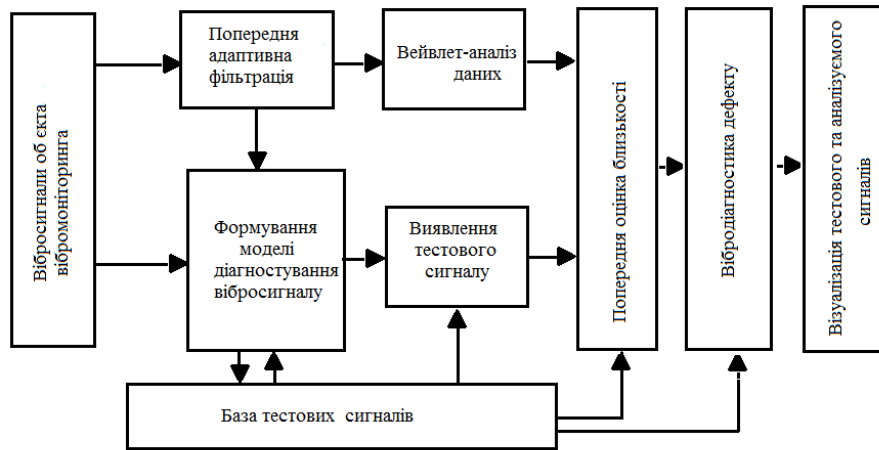 Вібросигнали об єкта
вібромоніторинга
Попередня
адаптивна
фільтрація
Вейвлет-аналіз
даних
Формування
моделі
діагностування
вібросигналу
Виявлення
тестового
сигналу
База тестових сигналів
Попередня оцінка близькості
Вібродіагностика дефекту
Візуалізація тестового та аналізуємого
сигналів